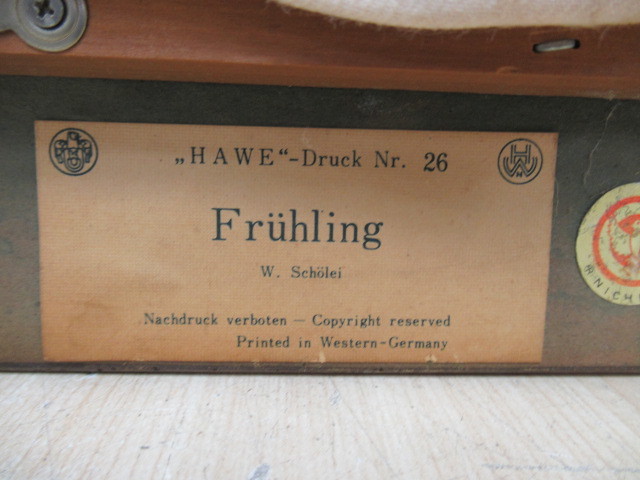 „HAWE“-Druck Nr. 26
Frühling
W. Schölei
Nachdruck verboten — Copyright reserved
Printed in Western-Germany